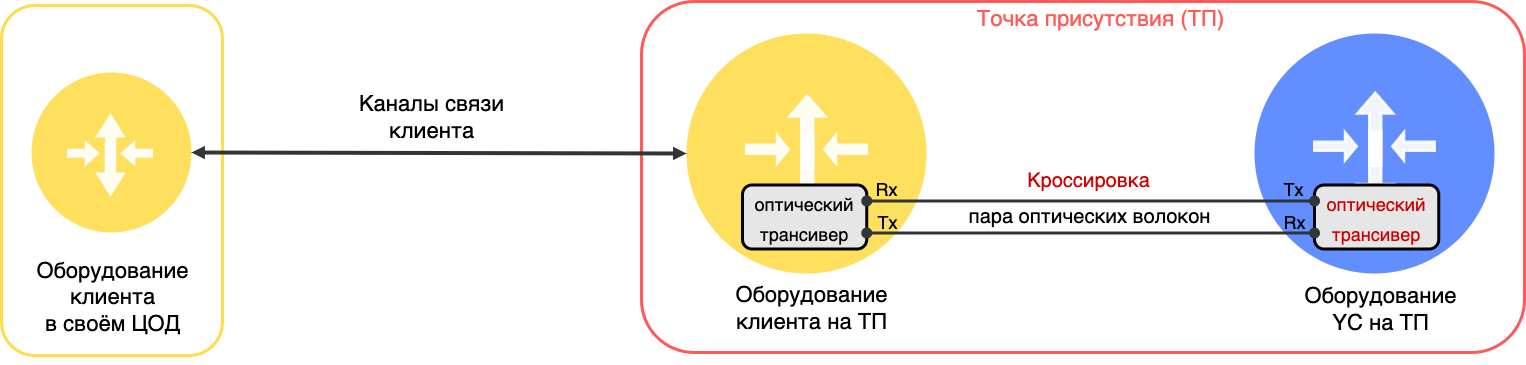 Точка присутствия (ТП)
Каналы связи
клиента
Rx
Кроссировка
Tx
оптический
трансивер
Tx
пара оптических волокон
Rx
оптический
трансивер
Оборудование
клиента
в своём ЦОД
Оборудование
клиента на ТП
Оборудование
YC на ТП